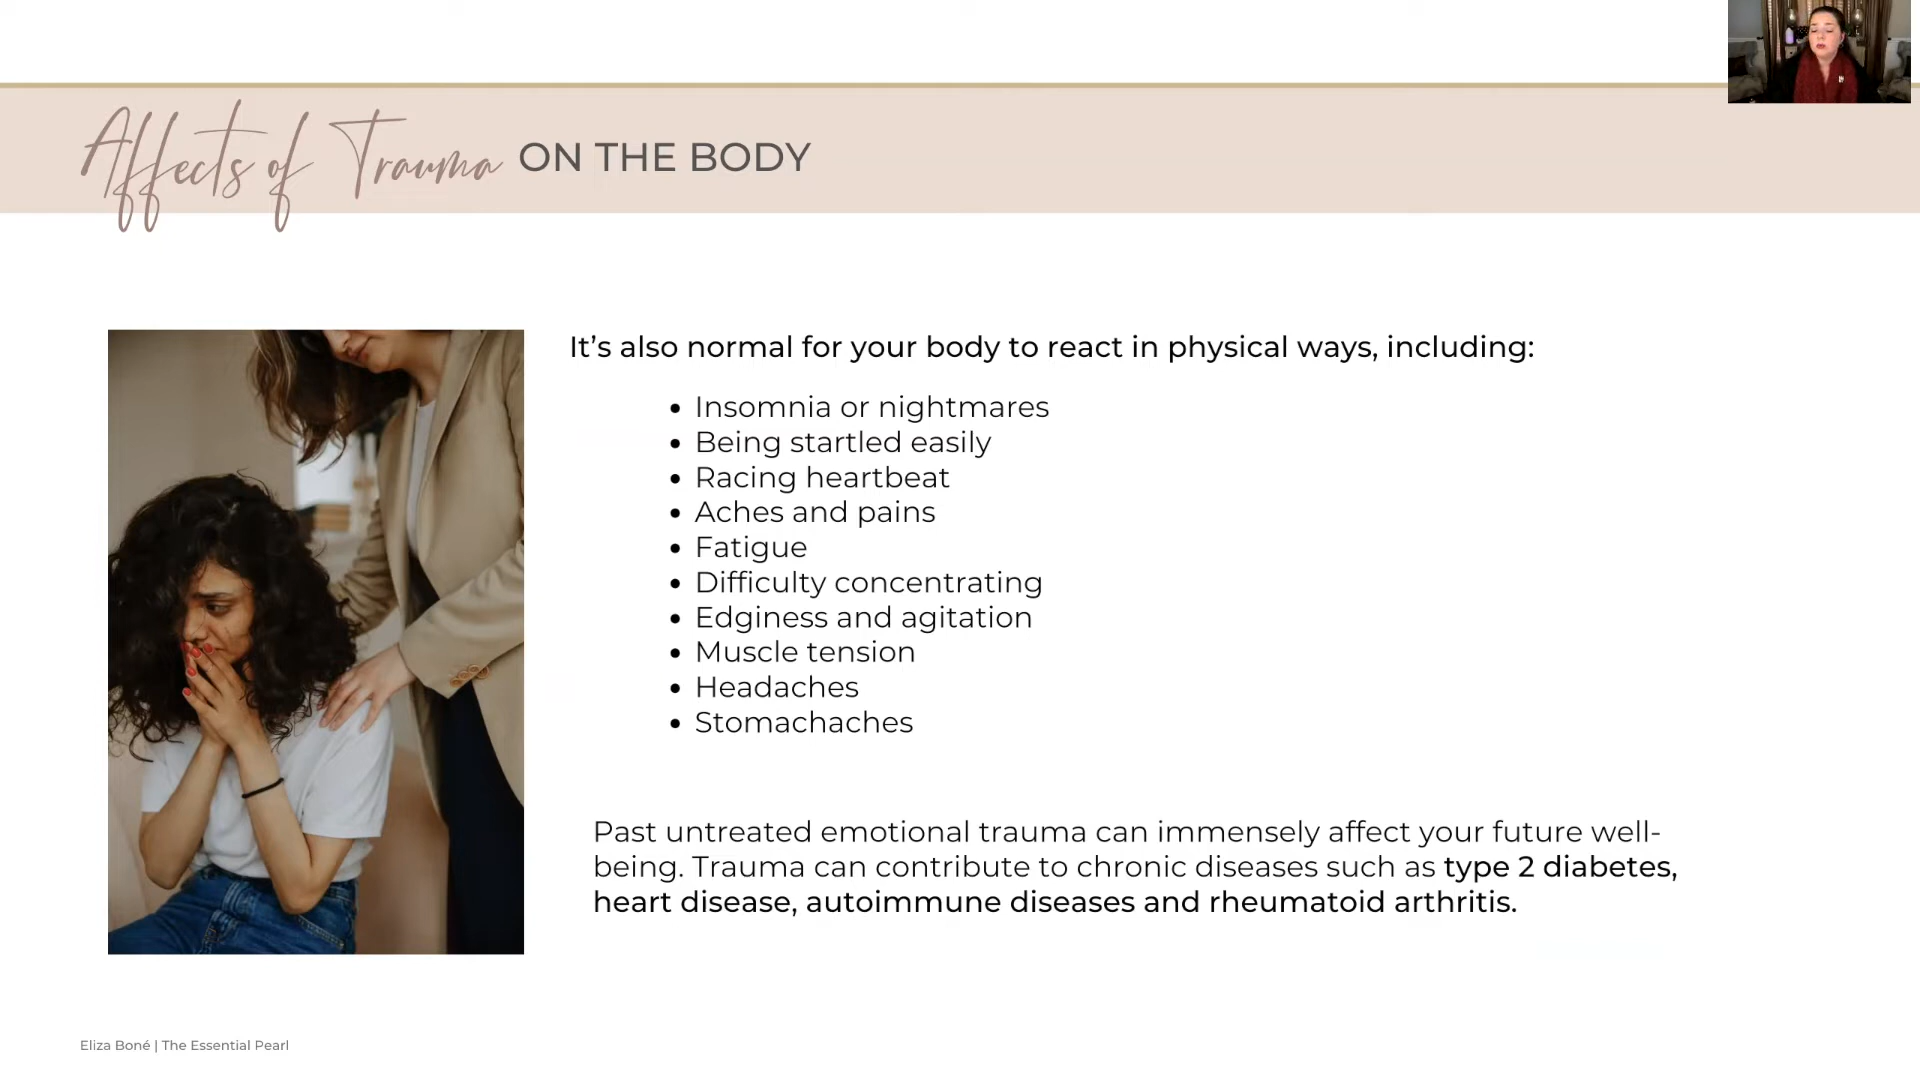 Affects of Trauma ON THE BODY
It’s also normal for your body to react in physical ways, including:
• Insomnia or nightmares
• Being startled easily
• Racing heartbeat
• Aches and pains
• Fatigue
• Difficulty concentrating
• Edginess and agitation
• Muscle tension
• Headaches
• Stomachaches
Past untreated emotional trauma can immensely affect your future well-
being. Trauma can contribute to chronic diseases such as type 2 diabetes,
heart disease, autoimmune diseases and rheumatoid arthritis.
Eliza Boné | The Essential Pearl